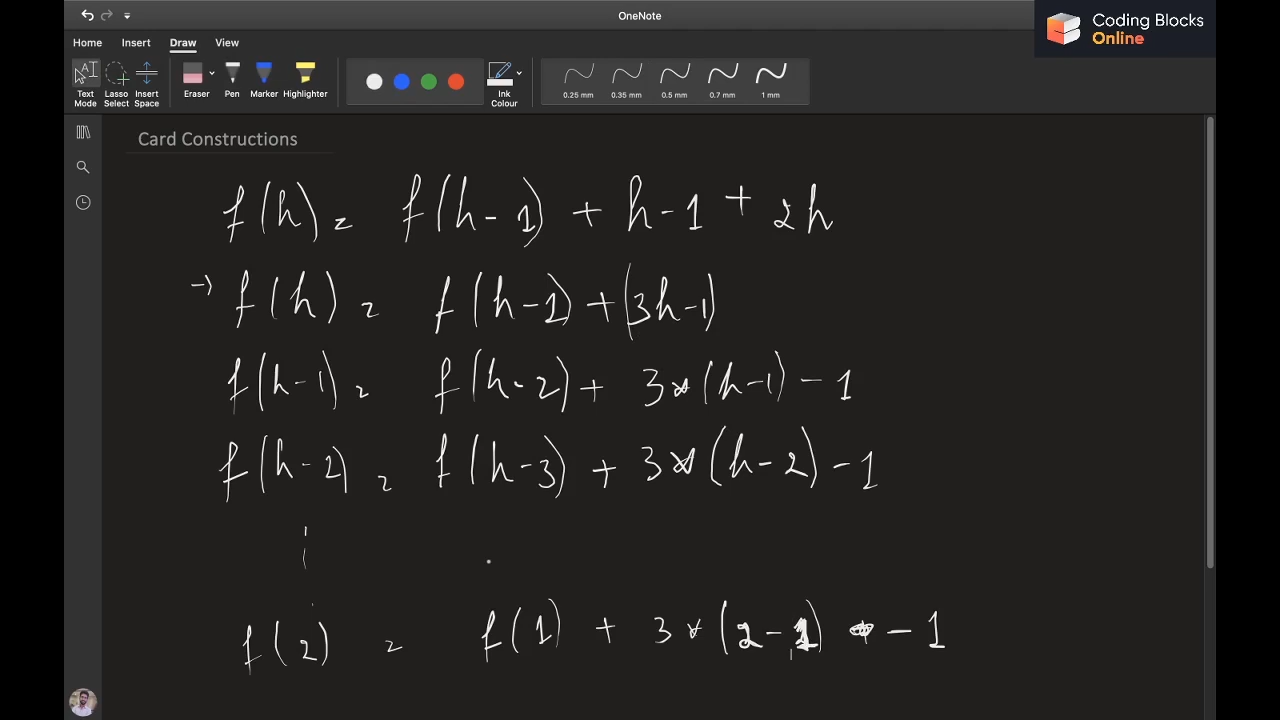 OneNote
Coding Blocks
Online
Home Insert Draw View
Text Mode Lasso Select Insert Space Eraser Pen Marker Highlighter Ink Colour 0.25 mm 0.35 mm 0.5 mm 0.7 mm 1 mm
Card Constructions
f(h) = f(h-1) + h-1 + 2h
→ f(h) = f(h-1) + (3h-1)
f(h-1) = f(h-2) + 3*(h-1) - 1
f(h-2) = f(h-3) + 3*(h-2) - 1
f(2) = f(1) + 3*(2-1) - 1